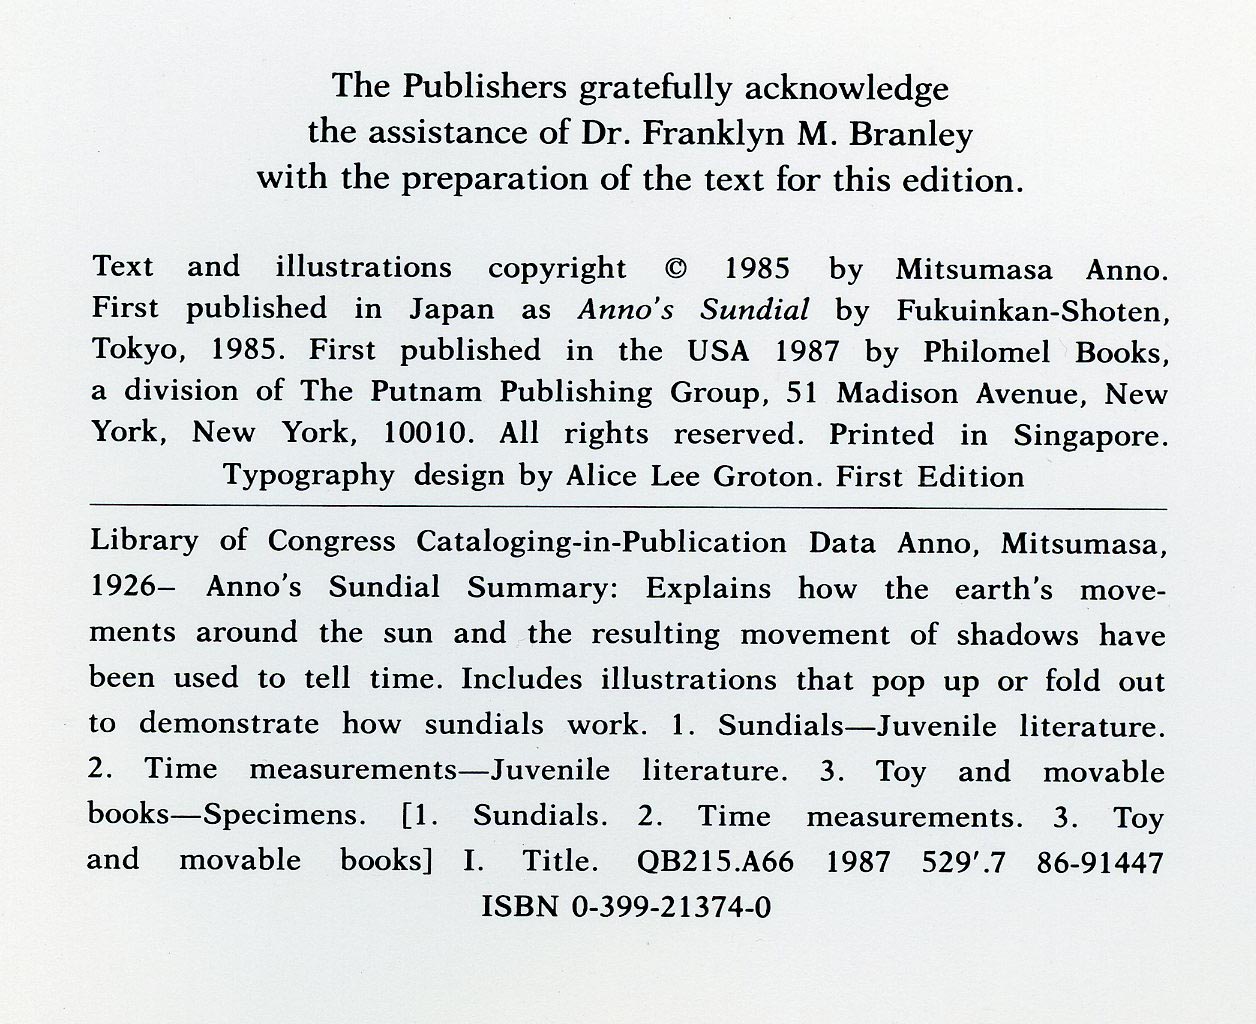 The Publishers gratefully acknowledge
the assistance of Dr. Franklyn M. Branley
with the preparation of the text for this edition.
Text and illustrations copyright © 1985 by Mitsumasa Anno.
First published in Japan as Anno's Sundial by Fukuinkan-Shoten,
Tokyo, 1985. First published in the USA 1987 by Philomel Books,
a division of The Putnam Publishing Group, 51 Madison Avenue, New
York, New York, 10010. All rights reserved. Printed in Singapore.
Typography design by Alice Lee Groton. First Edition
Library of Congress Cataloging-in-Publication Data Anno, Mitsumasa,
1926– Anno's Sundial Summary: Explains how the earth's move-
ments around the sun and the resulting movement of shadows have
been used to tell time. Includes illustrations that pop up or fold out
to demonstrate how sundials work. 1. Sundials—Juvenile literature.
2. Time measurements—Juvenile literature. 3. Toy and movable
books—Specimens. [1. Sundials. 2. Time measurements. 3. Toy
and movable books] I. Title. QB215.A66 1987 529′.7 86-91447
ISBN 0-399-21374-0